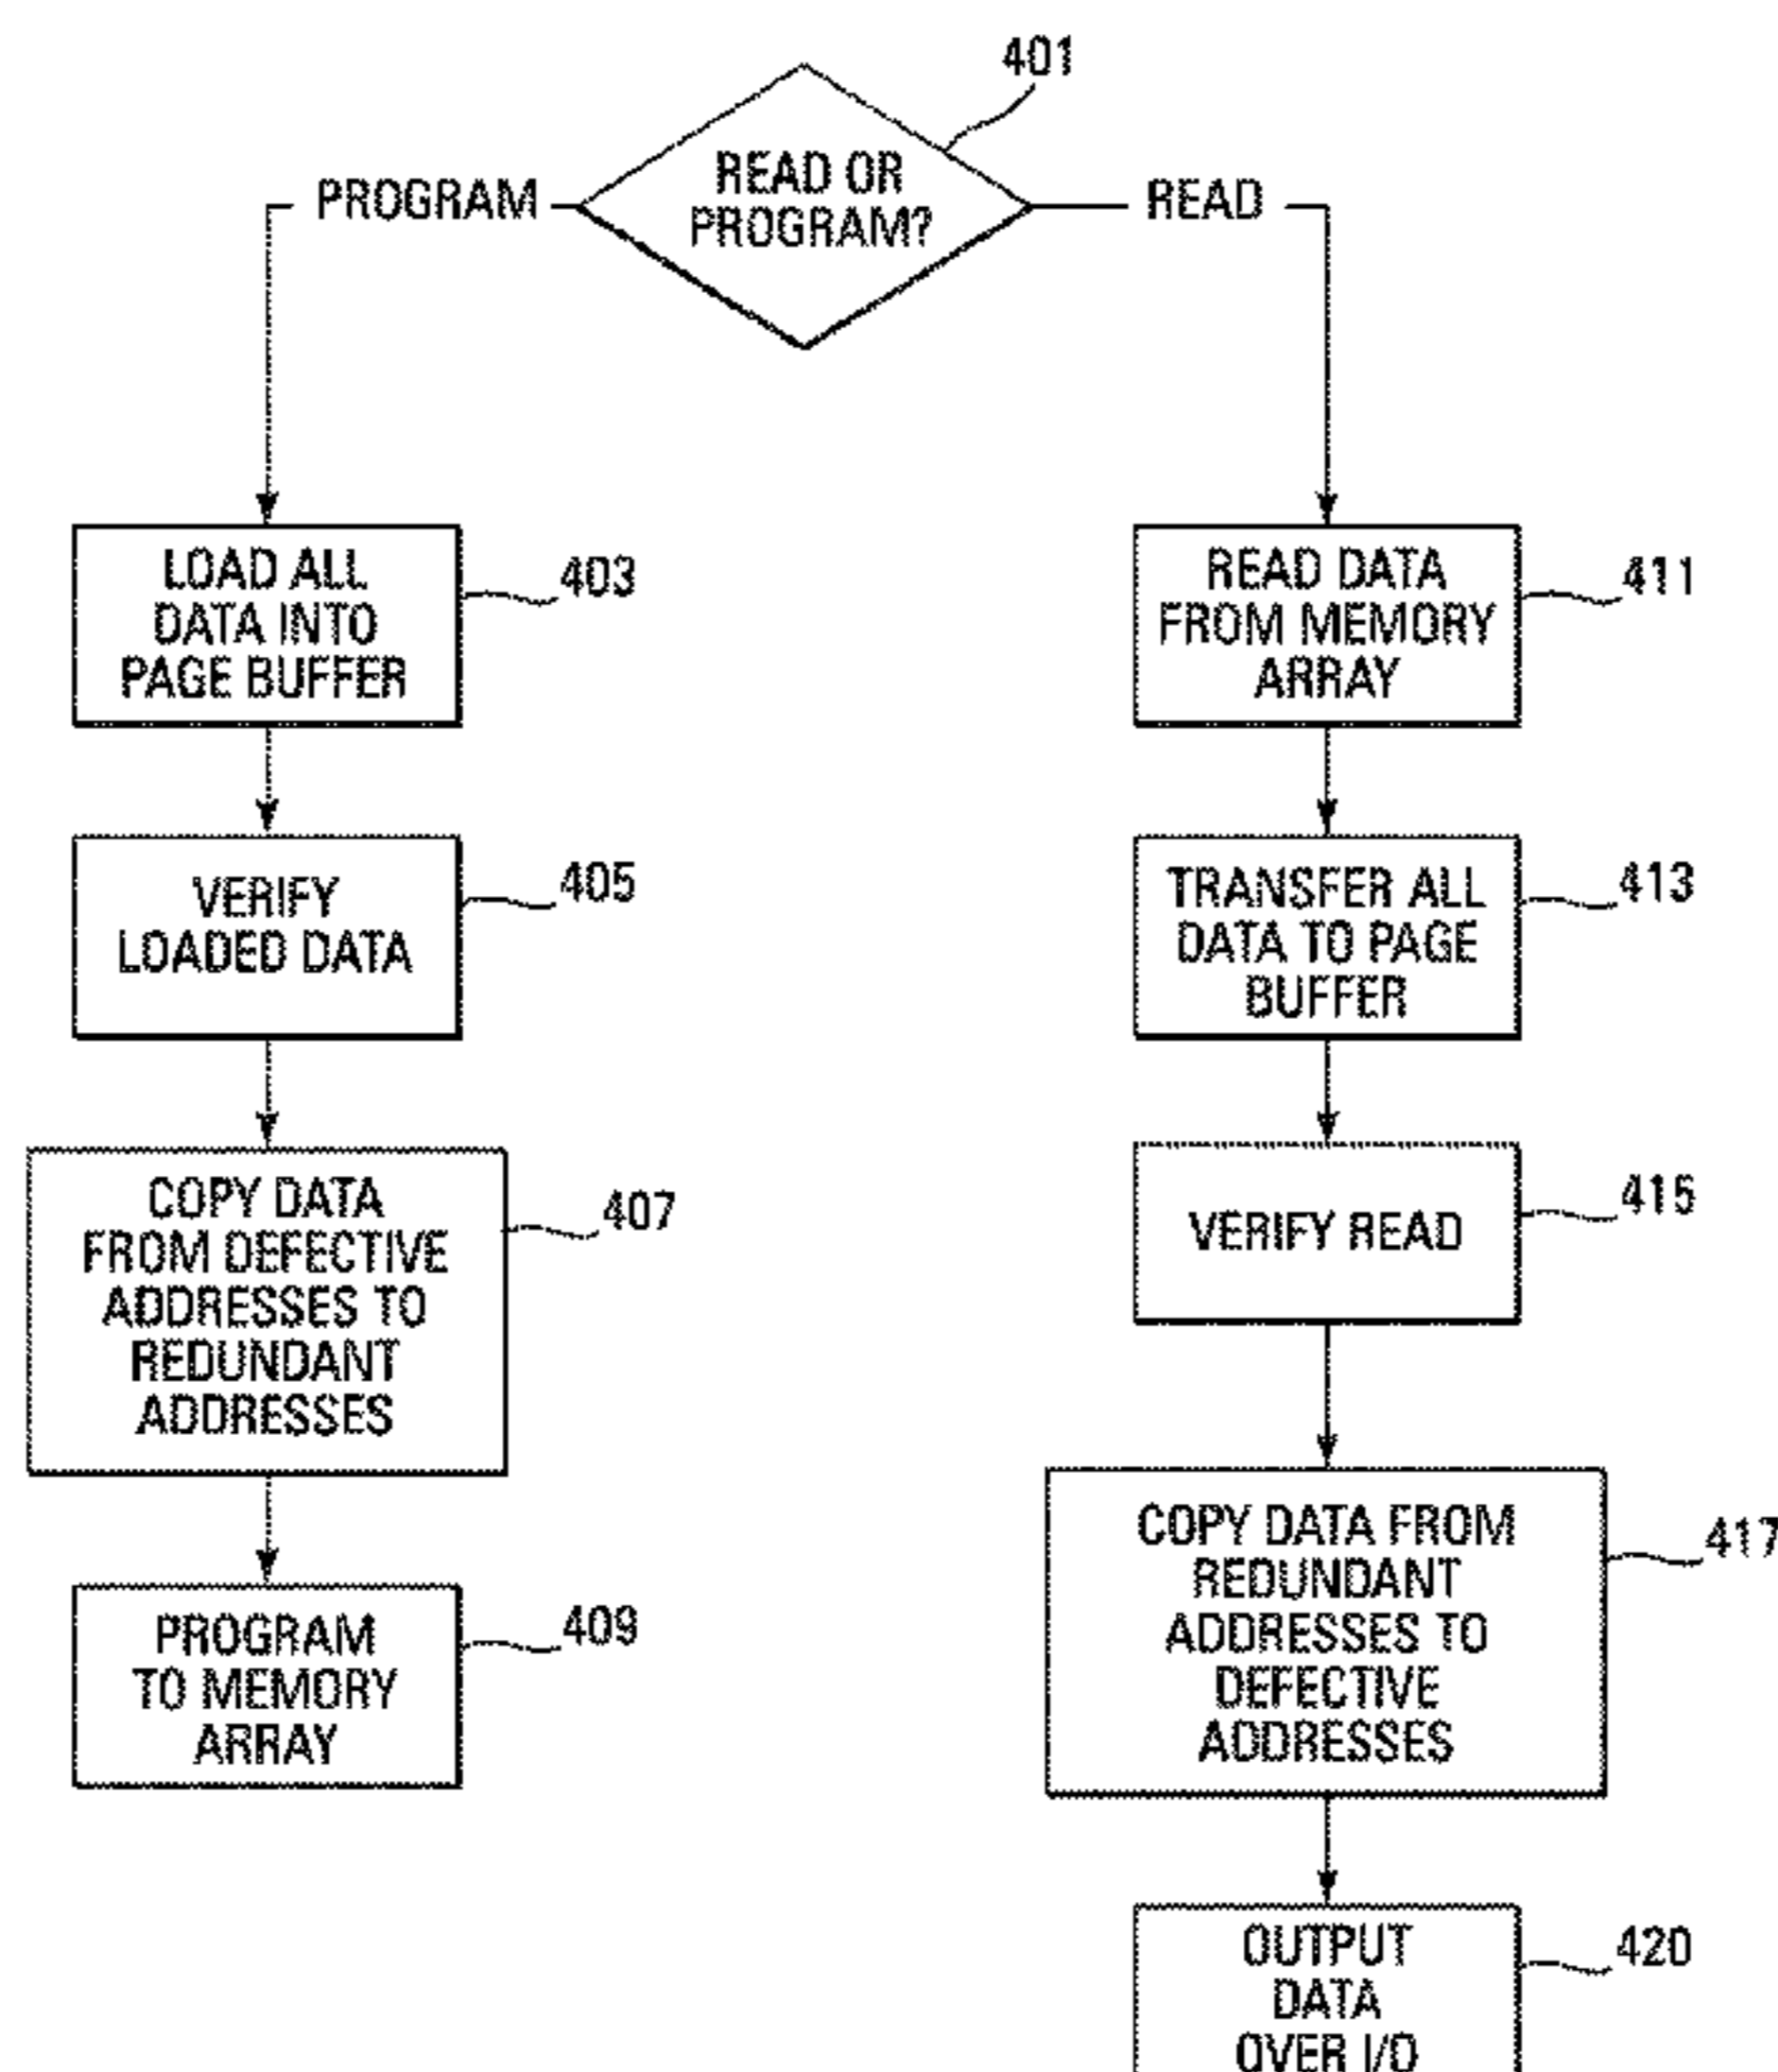 401
READ OR
PROGRAM?
PROGRAM
READ
LOAD ALL
DATA INTO
PAGE BUFFER
403
VERIFY
LOADED DATA
405
COPY DATA
FROM DEFECTIVE
ADDRESSES TO
REDUNDANT
ADDRESSES
407
PROGRAM
TO MEMORY
ARRAY
409
READ DATA
FROM MEMORY
ARRAY
411
TRANSFER ALL
DATA TO PAGE
BUFFER
413
VERIFY READ
415
COPY DATA FROM
REDUNDANT
ADDRESSES TO
DEFECTIVE
ADDRESSES
417
OUTPUT
DATA
OVER I/O
420